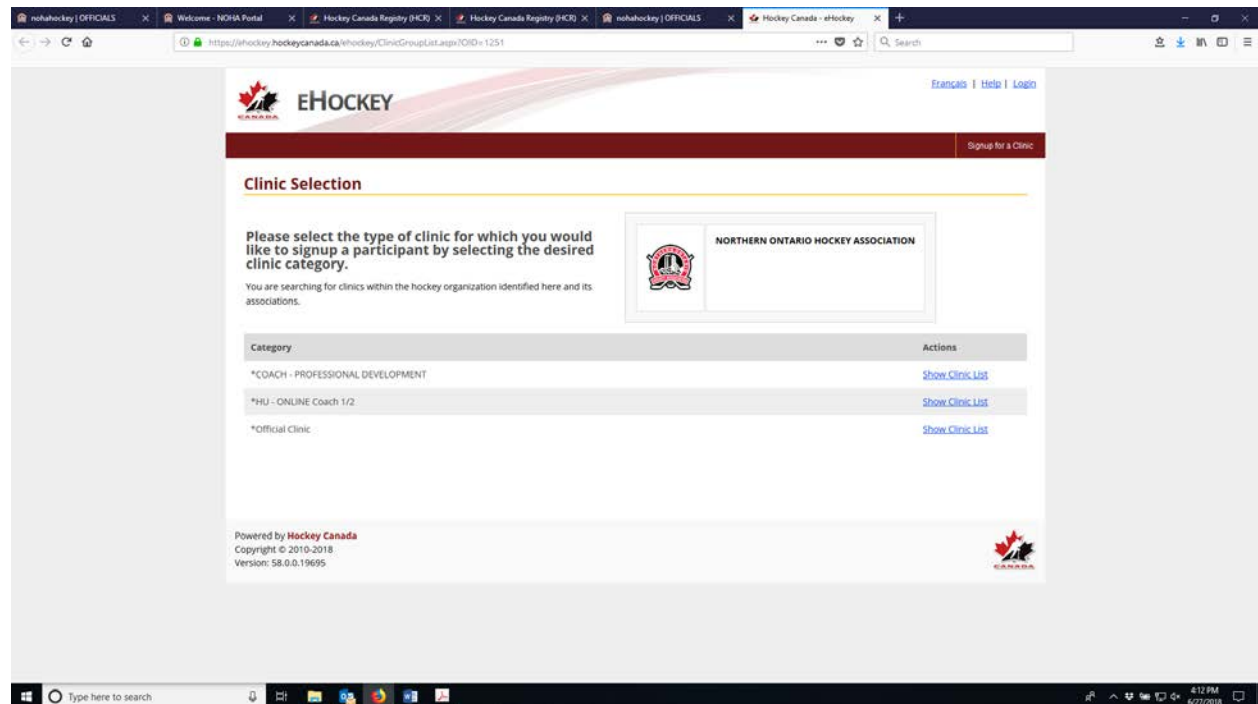 nohahockey | OFFICIALS
Welcome - NOHA Portal
Hockey Canada Registry (HCR)
Hockey Canada Registry (HCR)
nohahockey | OFFICIALS
Hockey Canada - eHockey
https://ehockey.hockeycanada.ca/ehockey/ClinicGroupList.aspx?OID=1251
Search
Français | Help | Login
CANADA
EHOCKEY
Signup for a Clinic
Clinic Selection
Please select the type of clinic for which you would
like to signup a participant by selecting the desired
clinic category.
You are searching for clinics within the hockey organization identified here and its
associations.
NORTHERN ONTARIO HOCKEY ASSOCIATION
Category Actions
*COACH - PROFESSIONAL DEVELOPMENT Show Clinic List
*HU - ONLINE Coach 1/2 Show Clinic List
*Official Clinic Show Clinic List
Powered by Hockey Canada
Copyright © 2010-2018
Version: 58.0.0.19695
CANADA
Type here to search
4:12 PM
6/27/2018